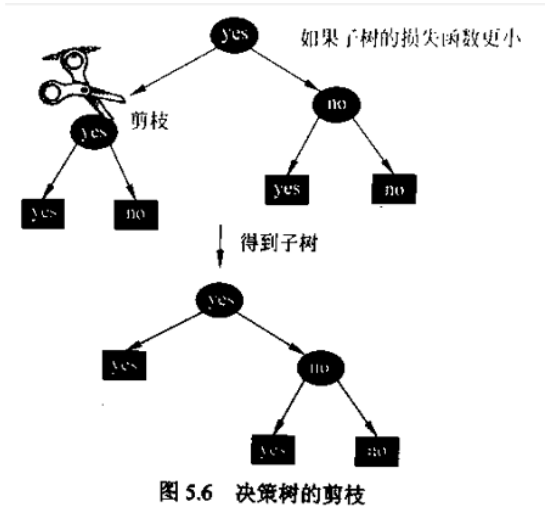 yes
如果子树的损失函数更小
剪枝
yes
no
yes
no
yes
no
得到子树
yes
yes
no
yes
no
图 5.6 决策树的剪枝